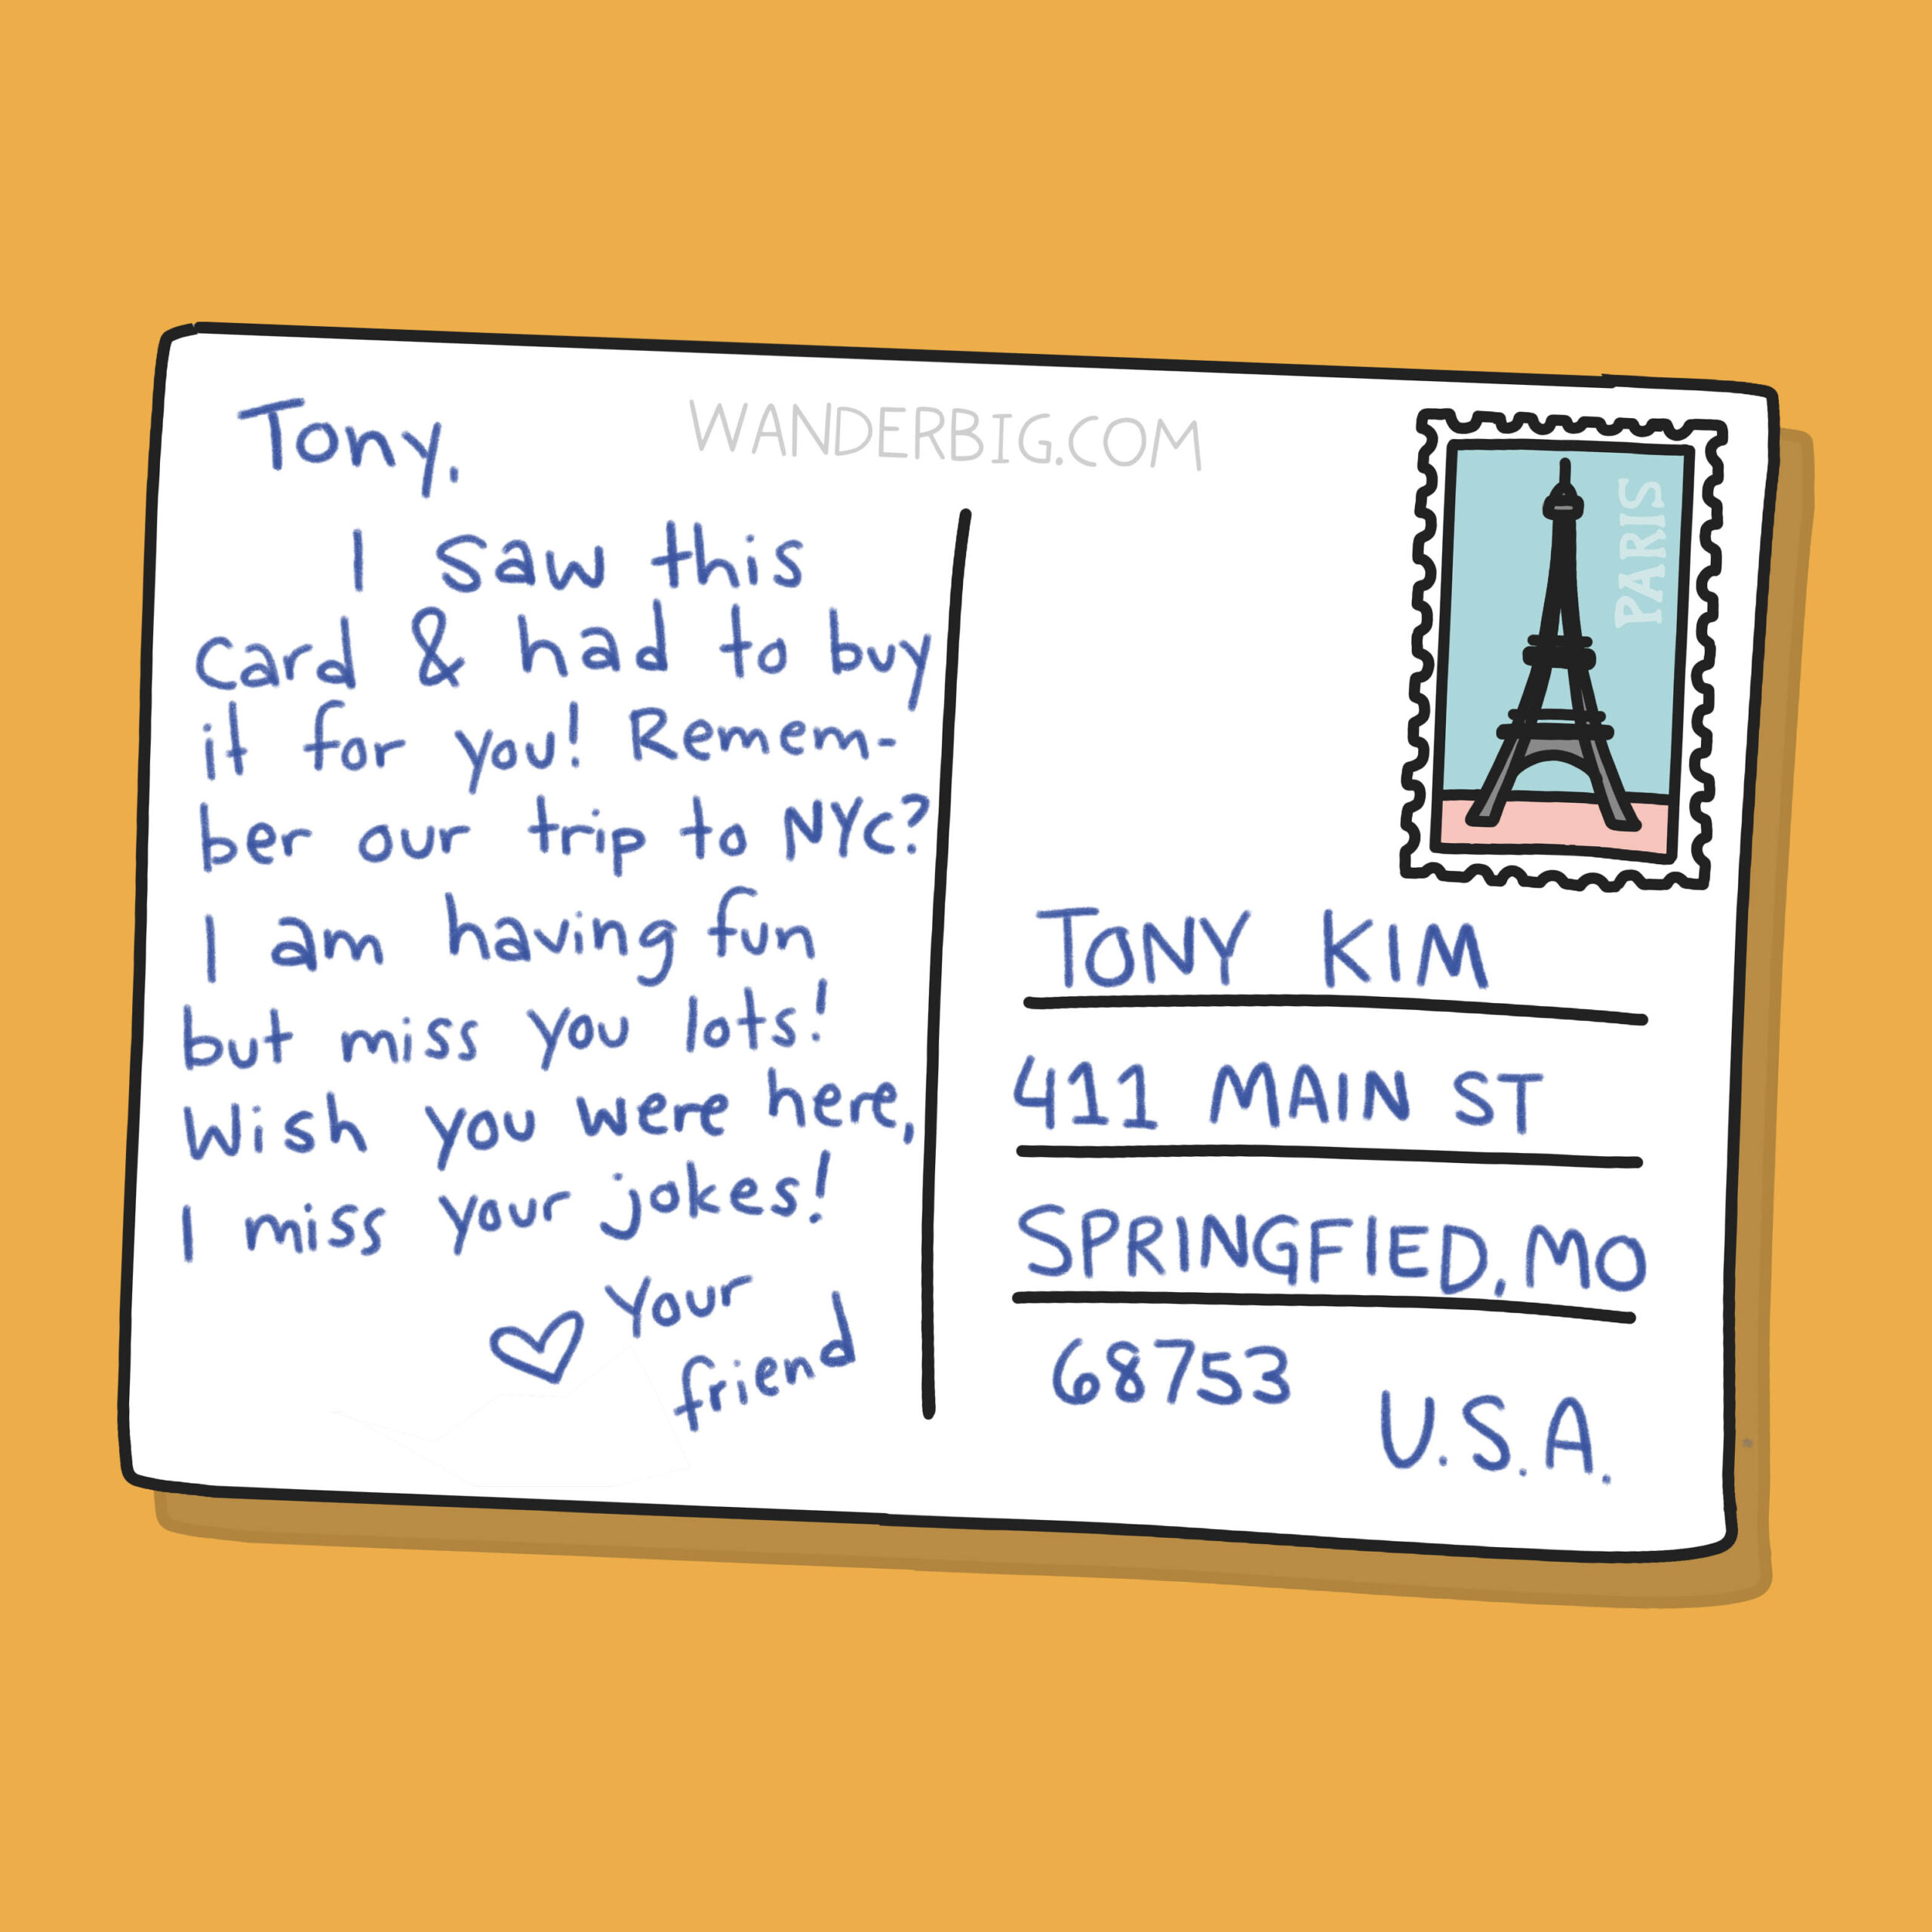 Tony,
WANDERBIG.COM
I saw this
card & had to buy
it for you! Remem-
ber our trip to NYC?
I am having fun
but miss you lots!
Wish you were here,
I miss your jokes!
♡ Your
friend
PARIS
TONY KIM
411 MAIN ST
SPRINGFIED, MO
68753
U.S.A.